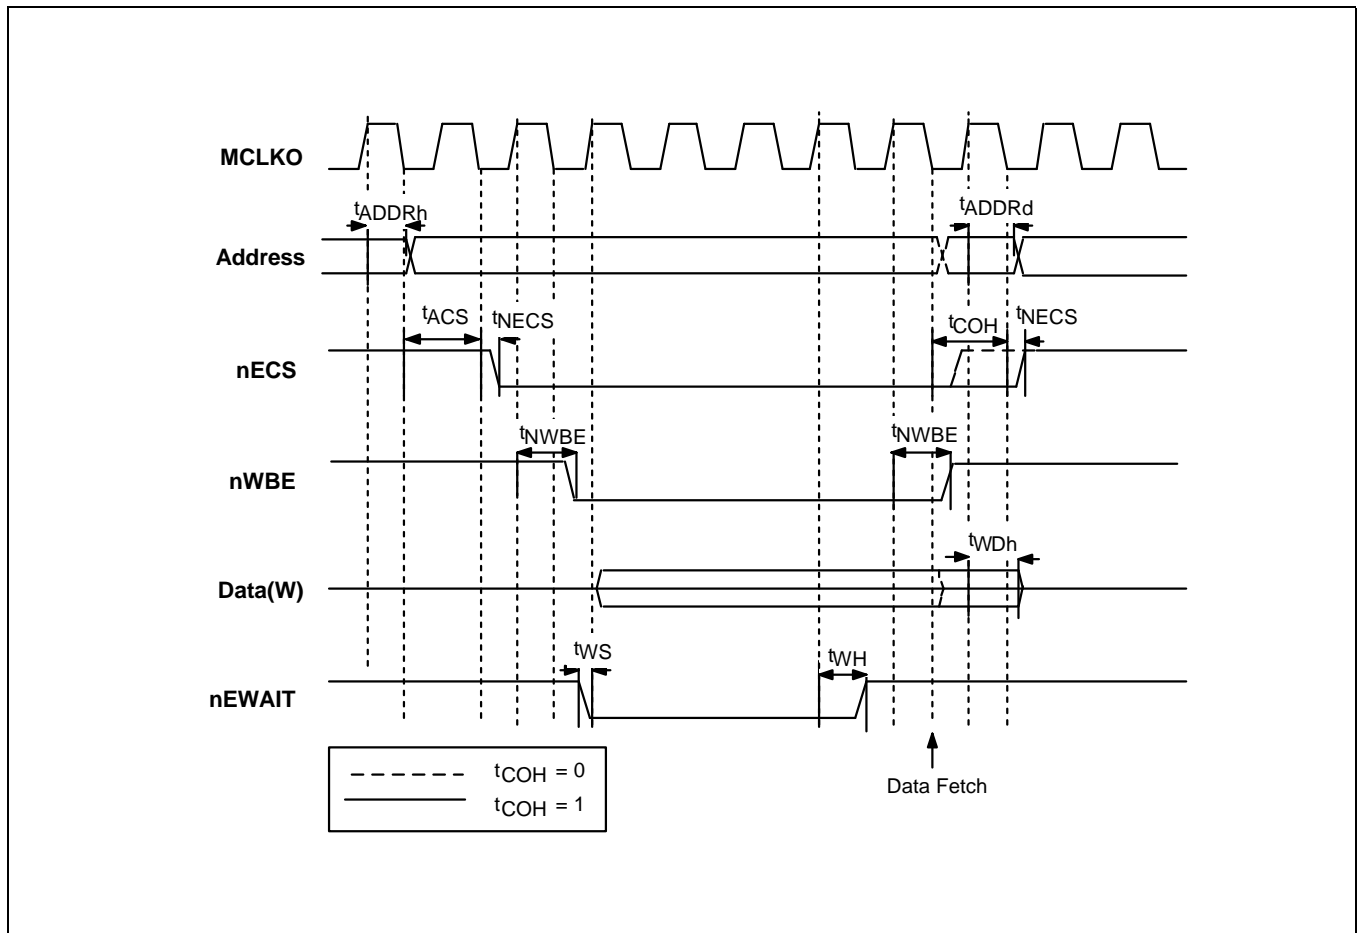 MCLKO
tADDRh
tADDRd
Address
tACS
tNECS
tCOH
tNECS
nECS
tNWBE
tNWBE
nWBE
tWDh
Data(W)
tWS
tWH
nEWAIT
tCOH = 0
tCOH = 1
Data Fetch